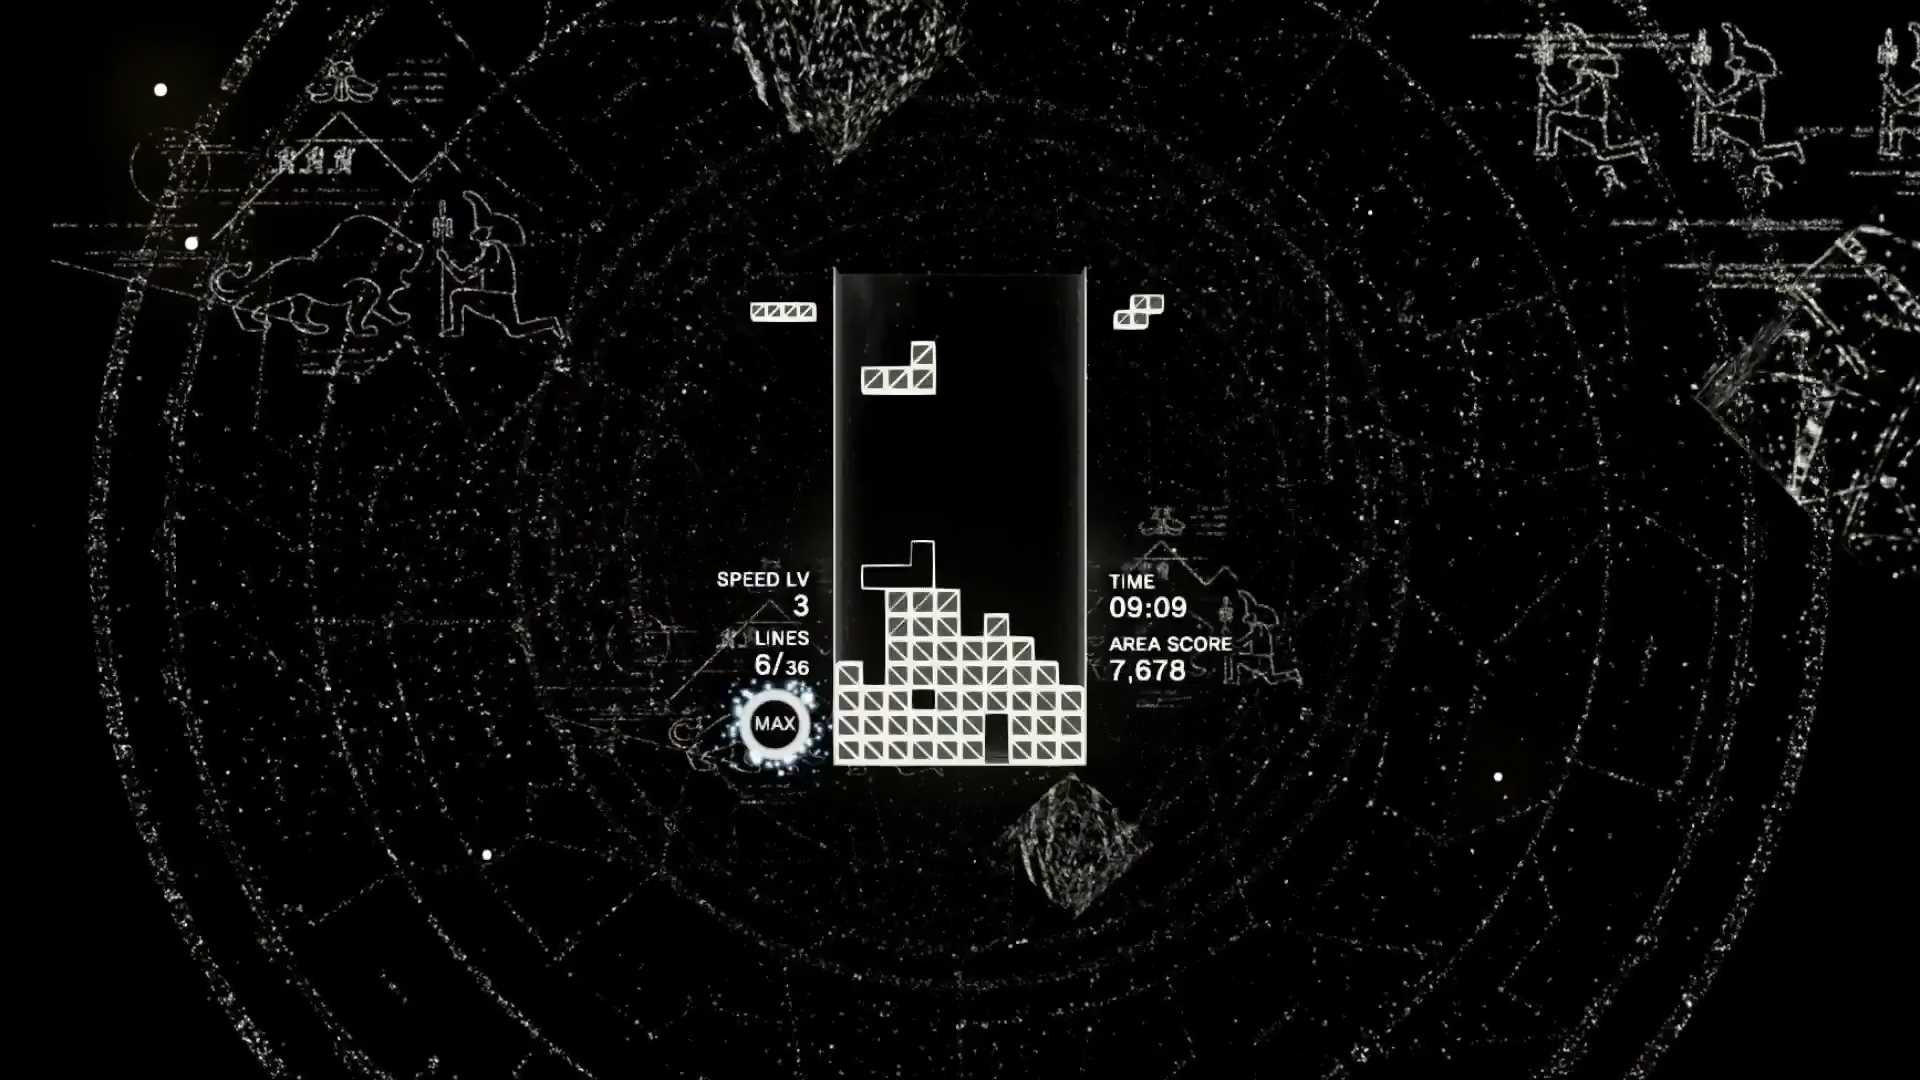 SPEED LV
3
LINES
6/36
MAX
TIME
09:09
AREA SCORE
7,678